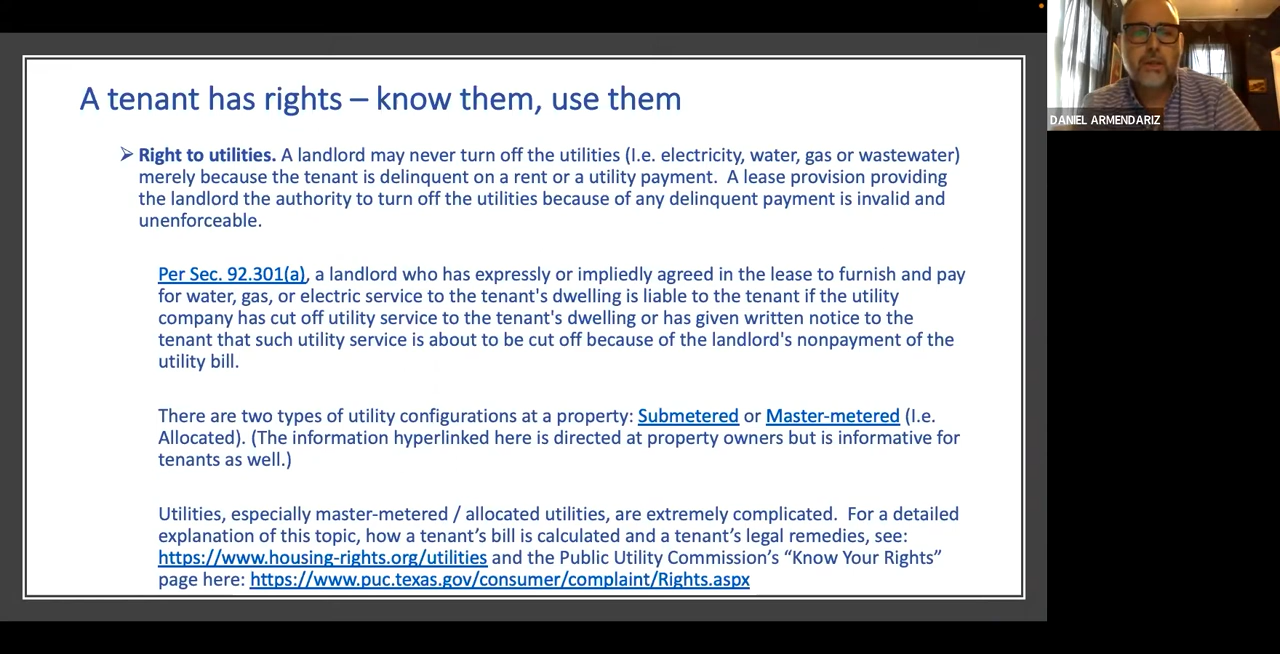 A tenant has rights – know them, use them
➢ Right to utilities. A landlord may never turn off the utilities (I.e. electricity, water, gas or wastewater)
merely because the tenant is delinquent on a rent or a utility payment.  A lease provision providing
the landlord the authority to turn off the utilities because of any delinquent payment is invalid and
unenforceable.
Per Sec. 92.301(a), a landlord who has expressly or impliedly agreed in the lease to furnish and pay
for water, gas, or electric service to the tenant's dwelling is liable to the tenant if the utility
company has cut off utility service to the tenant's dwelling or has given written notice to the
tenant that such utility service is about to be cut off because of the landlord's nonpayment of the
utility bill.
There are two types of utility configurations at a property: Submetered or Master-metered (I.e.
Allocated). (The information hyperlinked here is directed at property owners but is informative for
tenants as well.)
Utilities, especially master-metered / allocated utilities, are extremely complicated.  For a detailed
explanation of this topic, how a tenant’s bill is calculated and a tenant’s legal remedies, see:
https://www.housing-rights.org/utilities and the Public Utility Commission’s “Know Your Rights”
page here: https://www.puc.texas.gov/consumer/complaint/Rights.aspx
DANIEL ARMENDARIZ